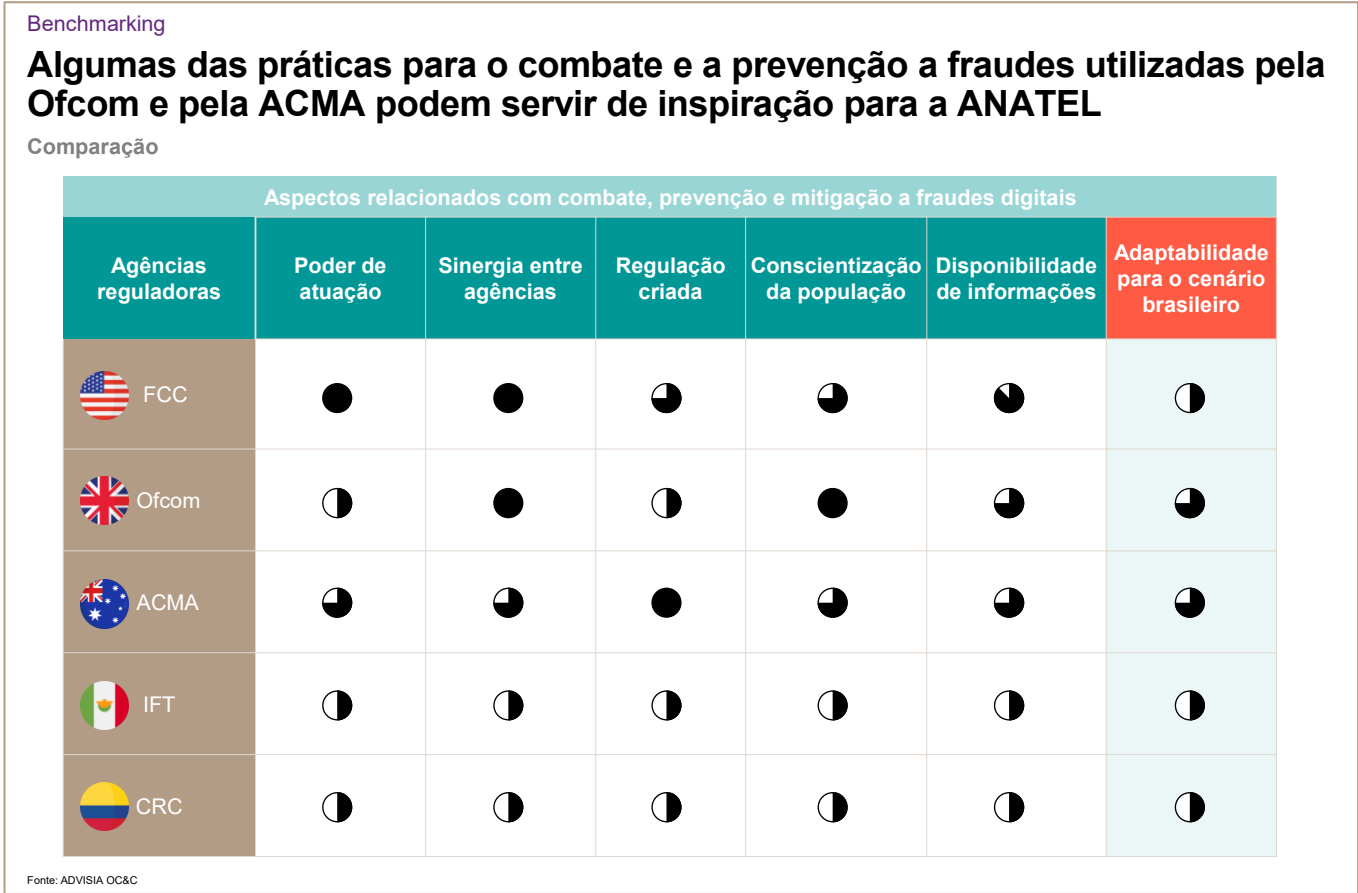 Benchmarking
Algumas das práticas para o combate e a prevenção a fraudes utilizadas pela
Ofcom e pela ACMA podem servir de inspiração para a ANATEL
Comparação
Aspectos relacionados com combate, prevenção e mitigação a fraudes digitais
Agências
reguladoras
Poder de
atuação
Sinergia entre
agências
Regulação
criada
Conscientização
da população
Disponibilidade
de informações
Adaptabilidade
para o cenário
brasileiro
FCC
Ofcom
ACMA
IFT
CRC
Fonte: ADVISIA OC&C